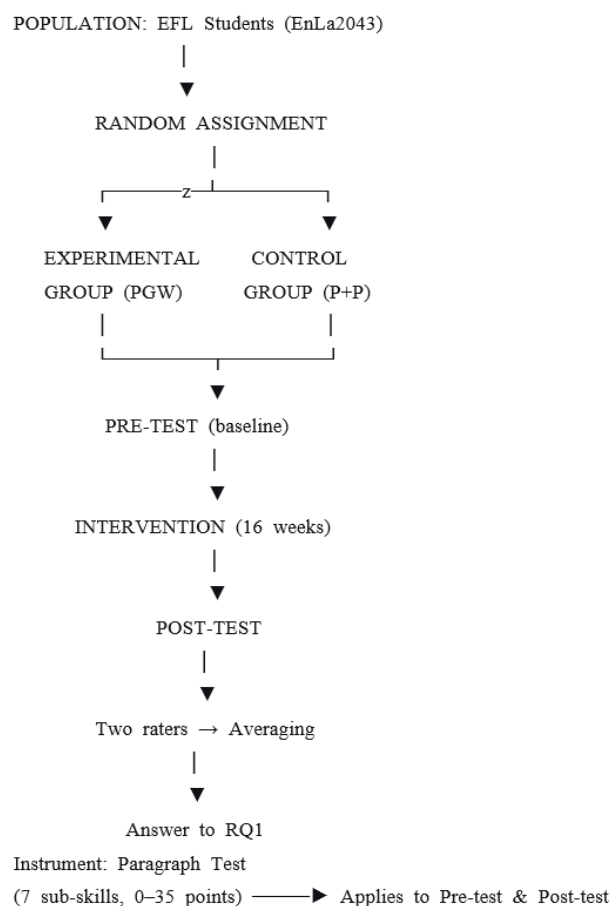 POPULATION: EFL Students (EnLa2043)
RANDOM ASSIGNMENT
z
EXPERIMENTAL CONTROL
GROUP (PGW) GROUP (P+P)
PRE-TEST (baseline)
INTERVENTION (16 weeks)
POST-TEST
Two raters → Averaging
Answer to RQ1
Instrument: Paragraph Test
(7 sub-skills, 0–35 points) ───► Applies to Pre-test & Post-test